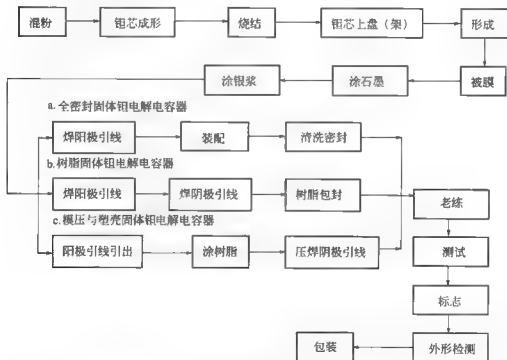 混粉
钽芯成形
烧结
钽芯上盘（架）
形成
被膜
涂石墨
涂银浆
a. 全密封固体钽电解电容器
焊阳极引线
装配
清洗密封
b. 树脂固体钽电解电容器
焊阳极引线
焊阴极引线
树脂包封
c. 模压与塑壳固体钽电解电容器
阳极引线引出
涂树脂
压焊阴极引线
老练
测试
标志
外形检测
包装